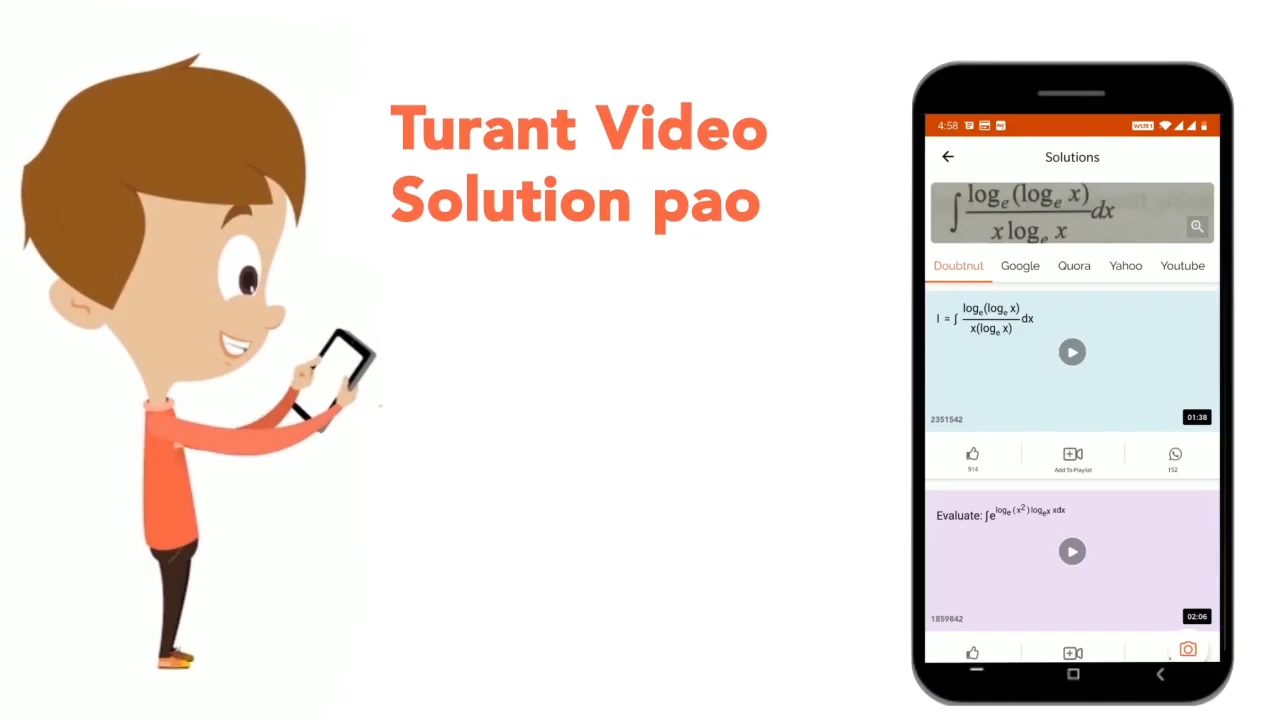 Turant Video
Solution pao
4:58
Solutions
∫ logₑ(logₑ x) / x logₑ x dx
Doubtnut Google Quora Yahoo Youtube
I = ∫ logₑ(logₑ x) / x(logₑ x) dx
2351542 01:38
914 Add To Playlist 152
Evaluate: ∫e^logₑ(x²)logₑx xdx
1859842 02:06